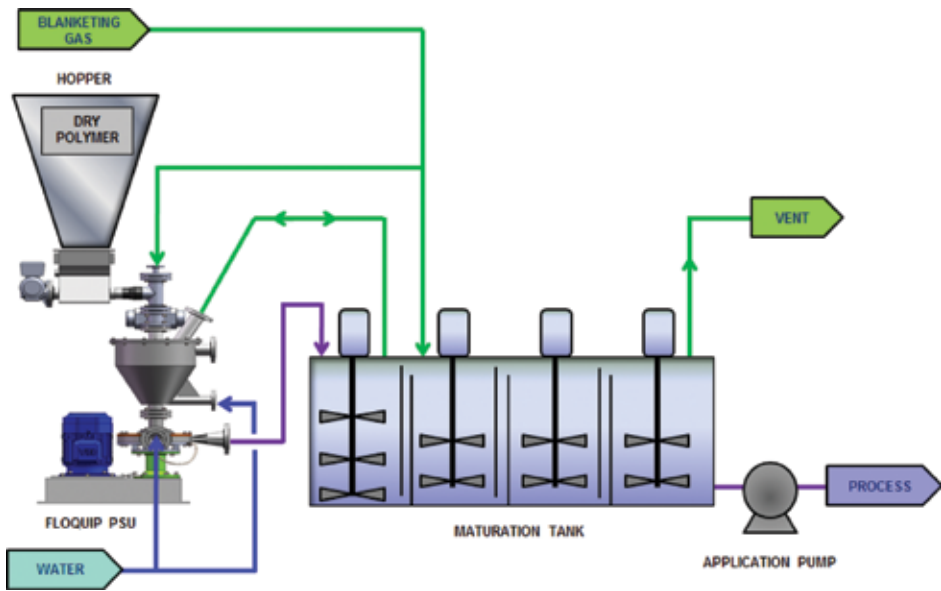 BLANKETING
GAS
HOPPER
DRY
POLYMER
VENT
FLOQUIP PSU
MATURATION TANK
PROCESS
APPLICATION PUMP
WATER